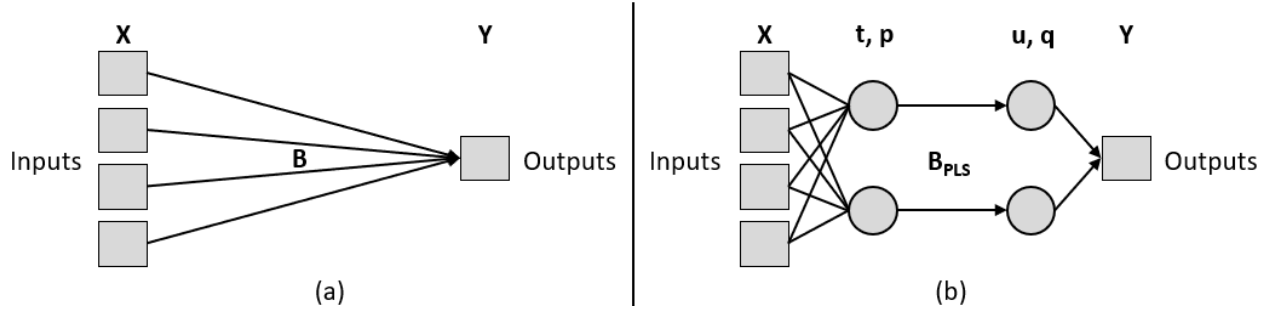 X
Y
Inputs
B
Outputs
(a)
X
t, p
u, q
Y
Inputs
BPLS
Outputs
(b)